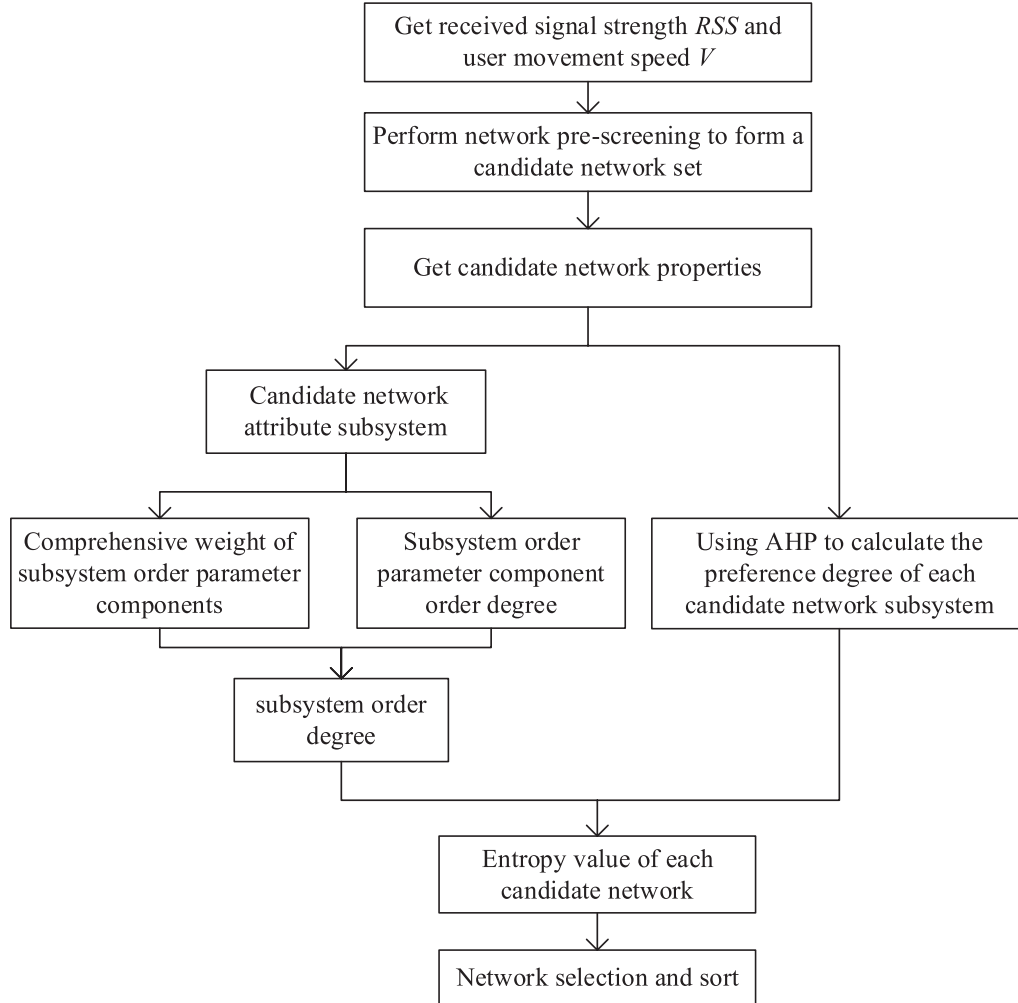 Get received signal strength RSS and
user movement speed V
Perform network pre-screening to form a
candidate network set
Get candidate network properties
Candidate network
attribute subsystem
Comprehensive weight of
subsystem order parameter
components
Subsystem order
parameter component
order degree
Using AHP to calculate the
preference degree of each
candidate network subsystem
subsystem order
degree
Entropy value of each
candidate network
Network selection and sort